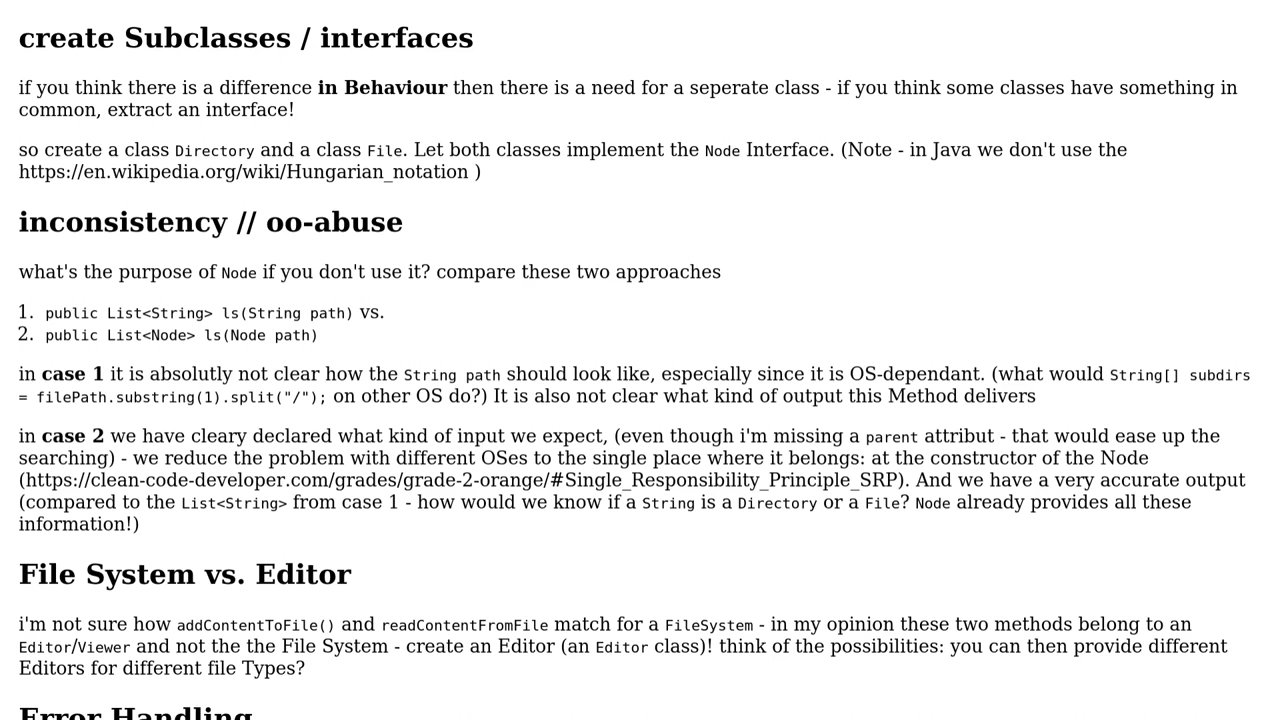 create Subclasses / interfaces
if you think there is a difference in Behaviour then there is a need for a seperate class - if you think some classes have something in
common, extract an interface!
so create a class Directory and a class File. Let both classes implement the Node Interface. (Note - in Java we don't use the
https://en.wikipedia.org/wiki/Hungarian_notation )
inconsistency // oo-abuse
what's the purpose of Node if you don't use it? compare these two approaches
1. public List<String> ls(String path) vs.
2. public List<Node> ls(Node path)
in case 1 it is absolutly not clear how the String path should look like, especially since it is OS-dependant. (what would String[] subdirs
= filePath.substring(1).split("/"); on other OS do?) It is also not clear what kind of output this Method delivers
in case 2 we have cleary declared what kind of input we expect, (even though i'm missing a parent attribut - that would ease up the
searching) - we reduce the problem with different OSes to the single place where it belongs: at the constructor of the Node
(https://clean-code-developer.com/grades/grade-2-orange/#Single_Responsibility_Principle_SRP). And we have a very accurate output
(compared to the List<String> from case 1 - how would we know if a String is a Directory or a File? Node already provides all these
information!)
File System vs. Editor
i'm not sure how addContentToFile() and readContentFromFile match for a FileSystem - in my opinion these two methods belong to an
Editor/Viewer and not the the File System - create an Editor (an Editor class)! think of the possibilities: you can then provide different
Editors for different file Types?
Error Handling